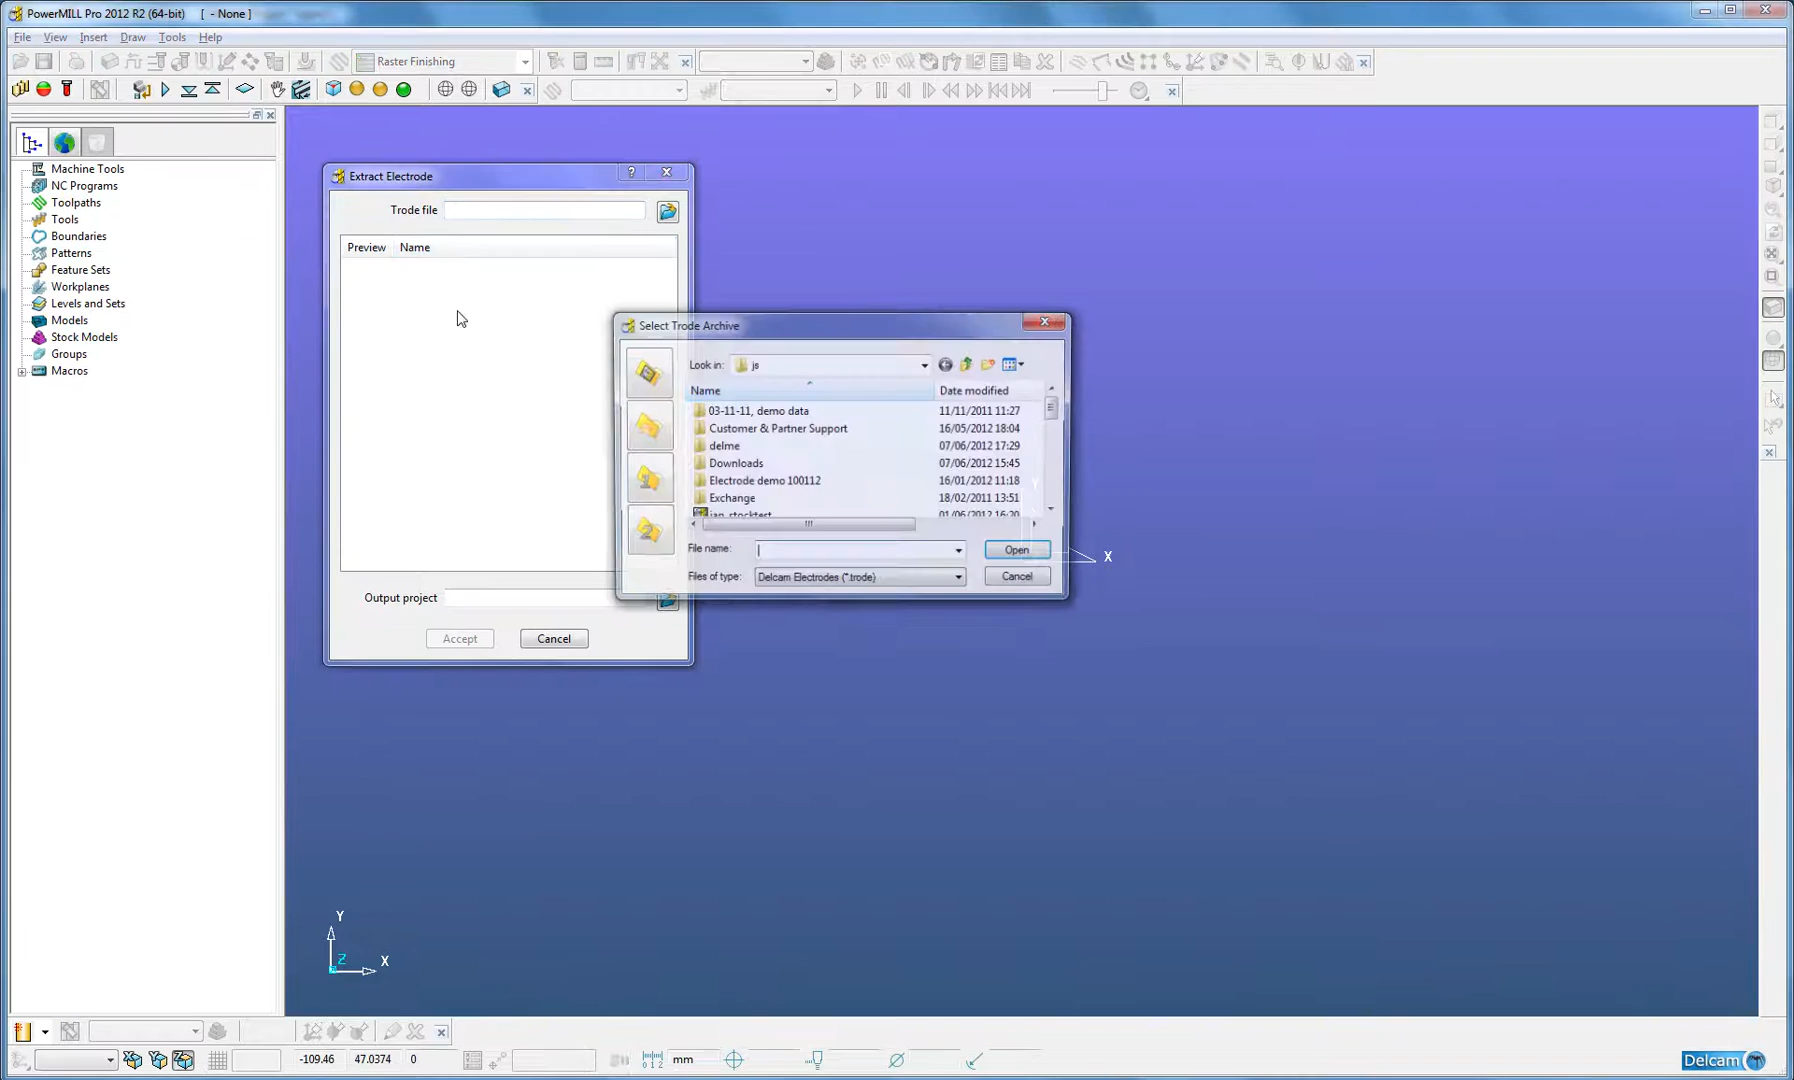 PowerMILL Pro 2012 R2 (64-bit) [ - None ]
File View Insert Draw Tools Help
Raster Finishing
Machine Tools
NC Programs
Toolpaths
Tools
Boundaries
Patterns
Feature Sets
Workplanes
Levels and Sets
Models
Stock Models
Groups
Macros
Extract Electrode
Trode file
Preview Name
Output project
Accept Cancel
Select Trode Archive
Look in: js
Name Date modified
03-11-11, demo data 11/11/2011 11:27
Customer & Partner Support 16/05/2012 18:04
delme 07/06/2012 17:29
Downloads 07/06/2012 15:45
Electrode demo 100112 16/01/2012 11:18
Exchange 18/02/2011 13:51
jan_stocktest 01/06/2012 16:20
File name: Open
Files of type: Delcam Electrodes (*.trode) Cancel
Y
X
Y
Z
X
-109.46 47.0374 0 mm
Delcam